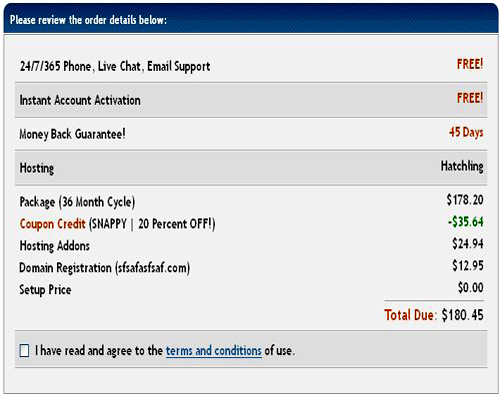 Please review the order details below:
24/7/365 Phone, Live Chat, Email Support FREE!
Instant Account Activation FREE!
Money Back Guarantee! 45 Days
Hosting Hatchling
Package (36 Month Cycle) $178.20
Coupon Credit (SNAPPY | 20 Percent OFF!) -$35.64
Hosting Addons $24.94
Domain Registration (sfsafasfsaf.com) $12.95
Setup Price $0.00
Total Due: $180.45
I have read and agree to the terms and conditions of use.